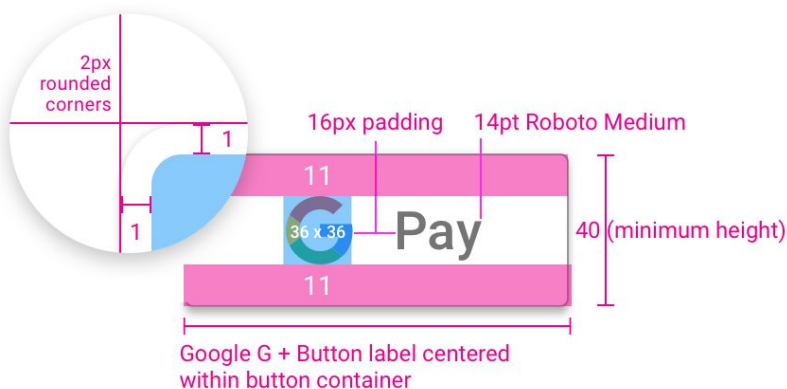 2px
rounded
corners
1
1
16px padding
14pt Roboto Medium
11
36 x 36
Pay
40 (minimum height)
11
Google G + Button label centered
within button container